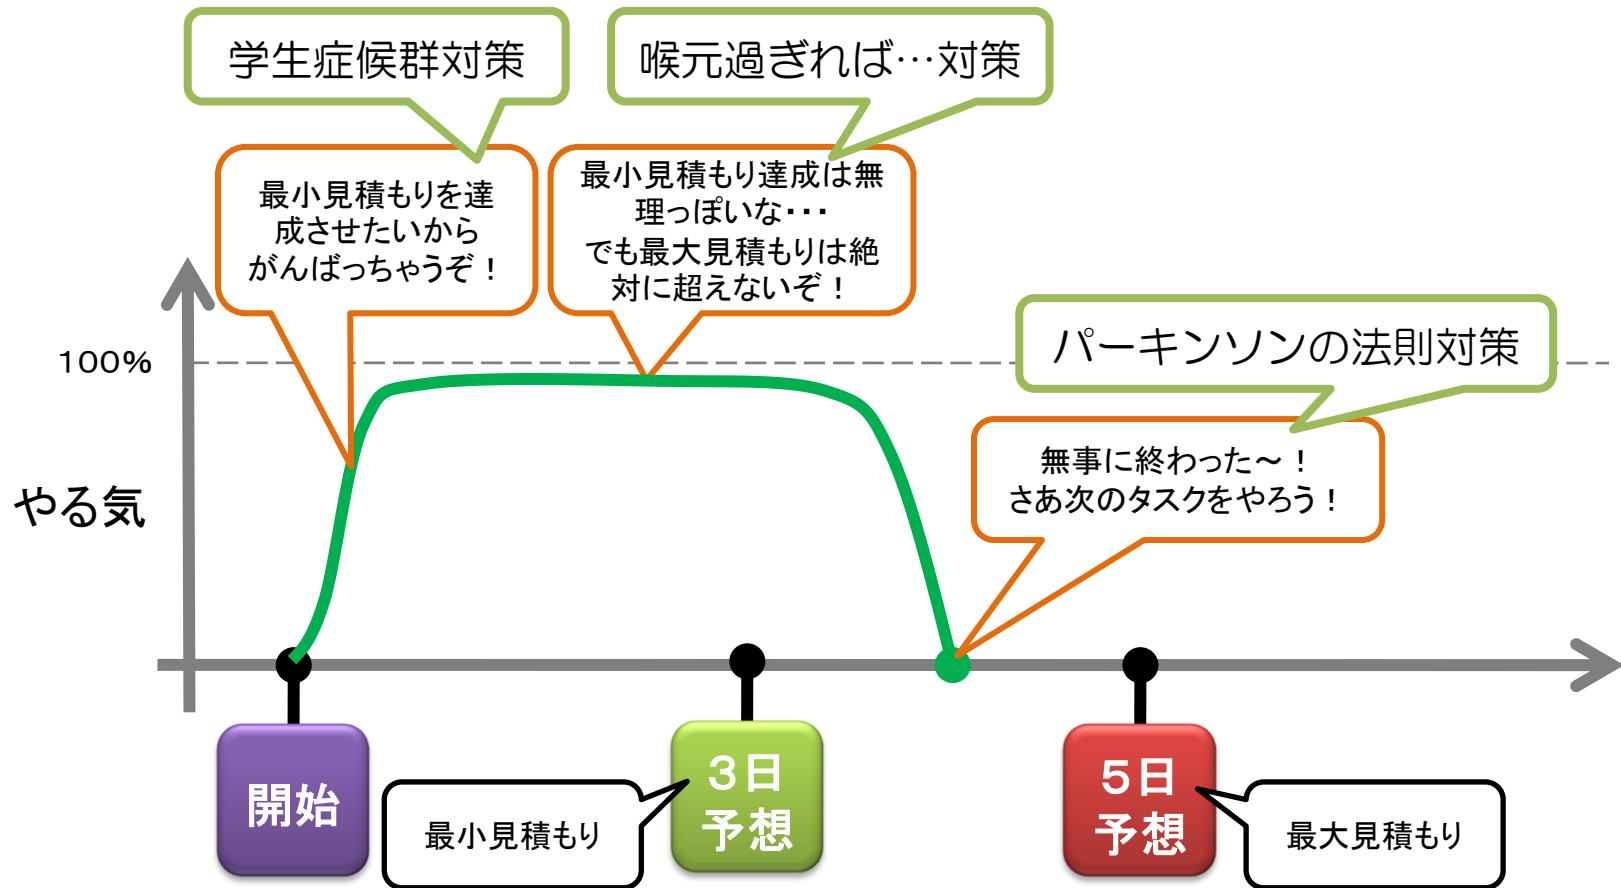 学生症候群対策
喉元過ぎれば…対策
最小見積もりを達
成させたいから
がんばっちゃうぞ！
最小見積もり達成は無
理っぽいな・・・
でも最大見積もりは絶
対に超えないぞ！
パーキンソンの法則対策
100%
無事に終わった～！
さあ次のタスクをやろう！
やる気
開始
最小見積もり
3日
予想
5日
予想
最大見積もり